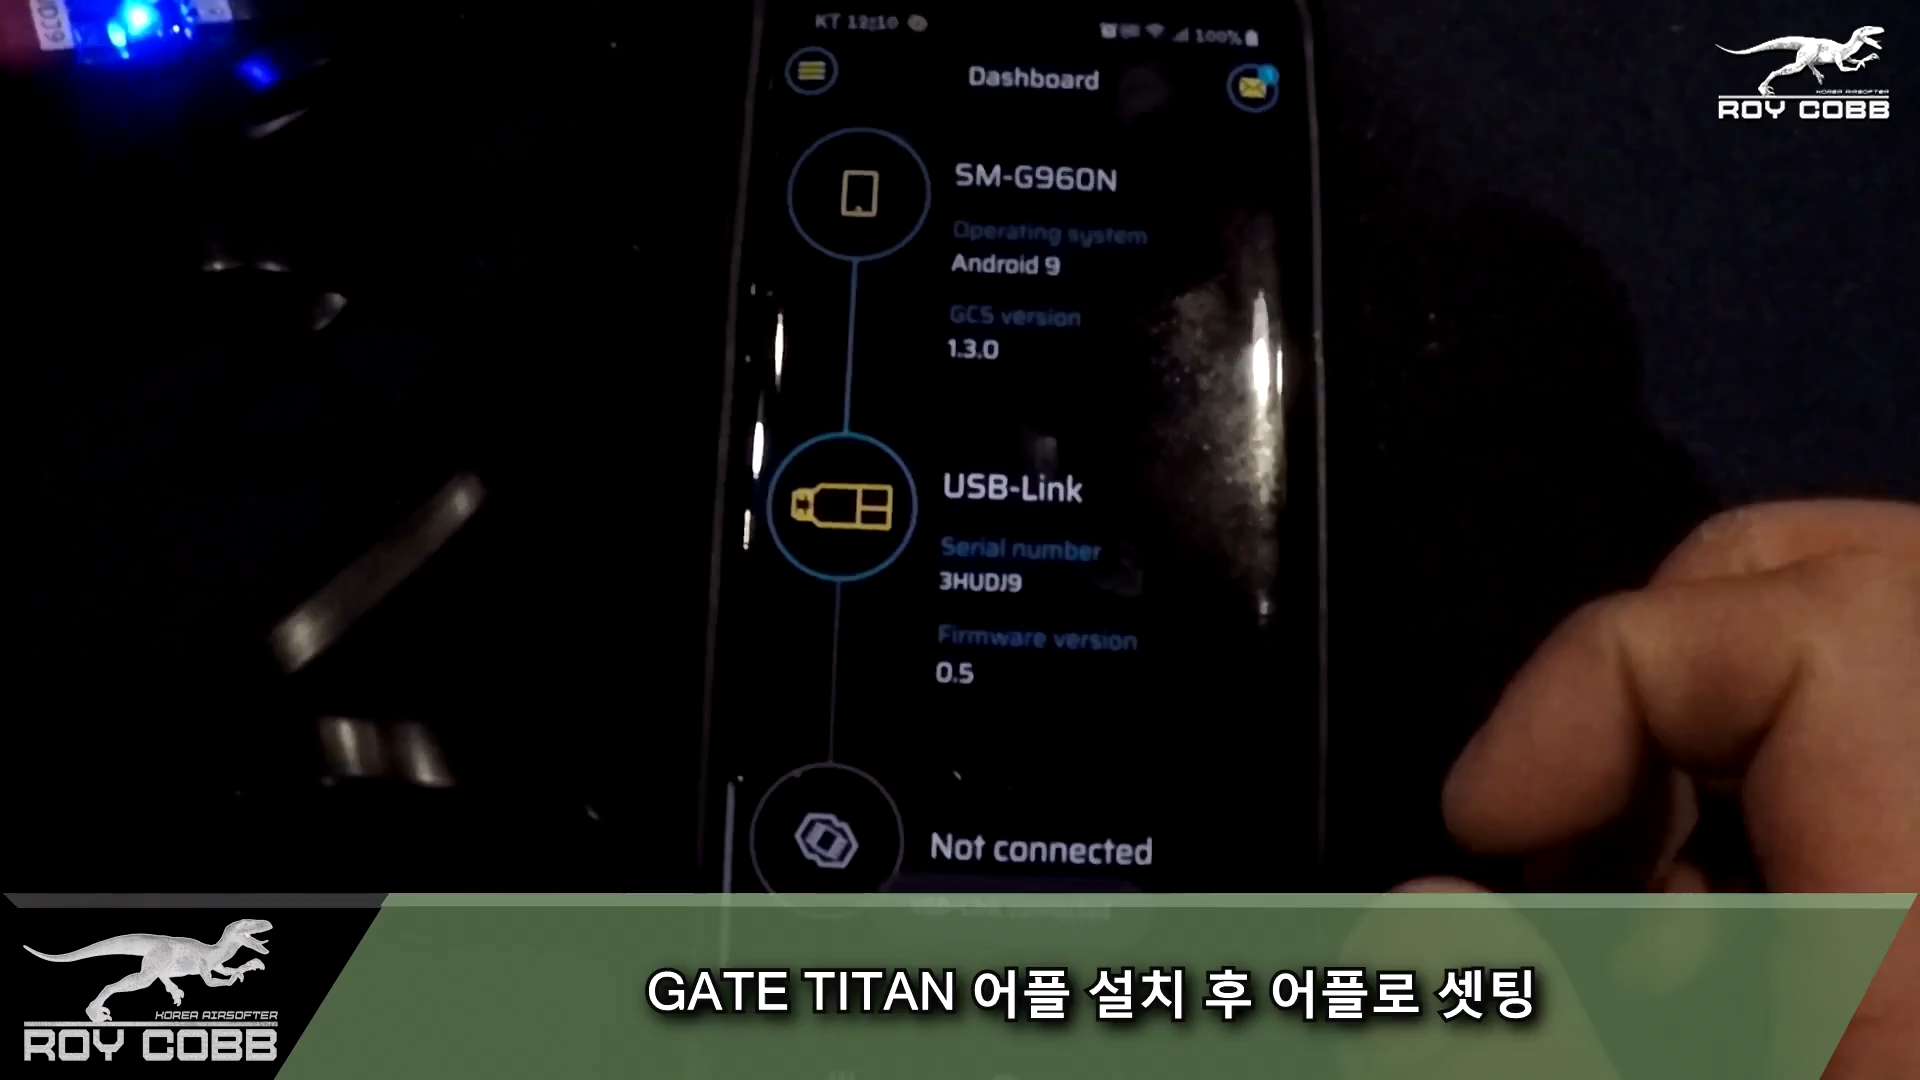 KT 12:10
100%
Dashboard
KOREA AIRSOFTER
ROY COBB
SM-G960N
Operating system
Android 9
GCS version
1.3.0
USB-Link
Serial number
3HUDJ9
Firmware version
0.5
Not connected
GATE TITAN 어플 설치 후 어플로 셋팅
KOREA AIRSOFTER
ROY COBB